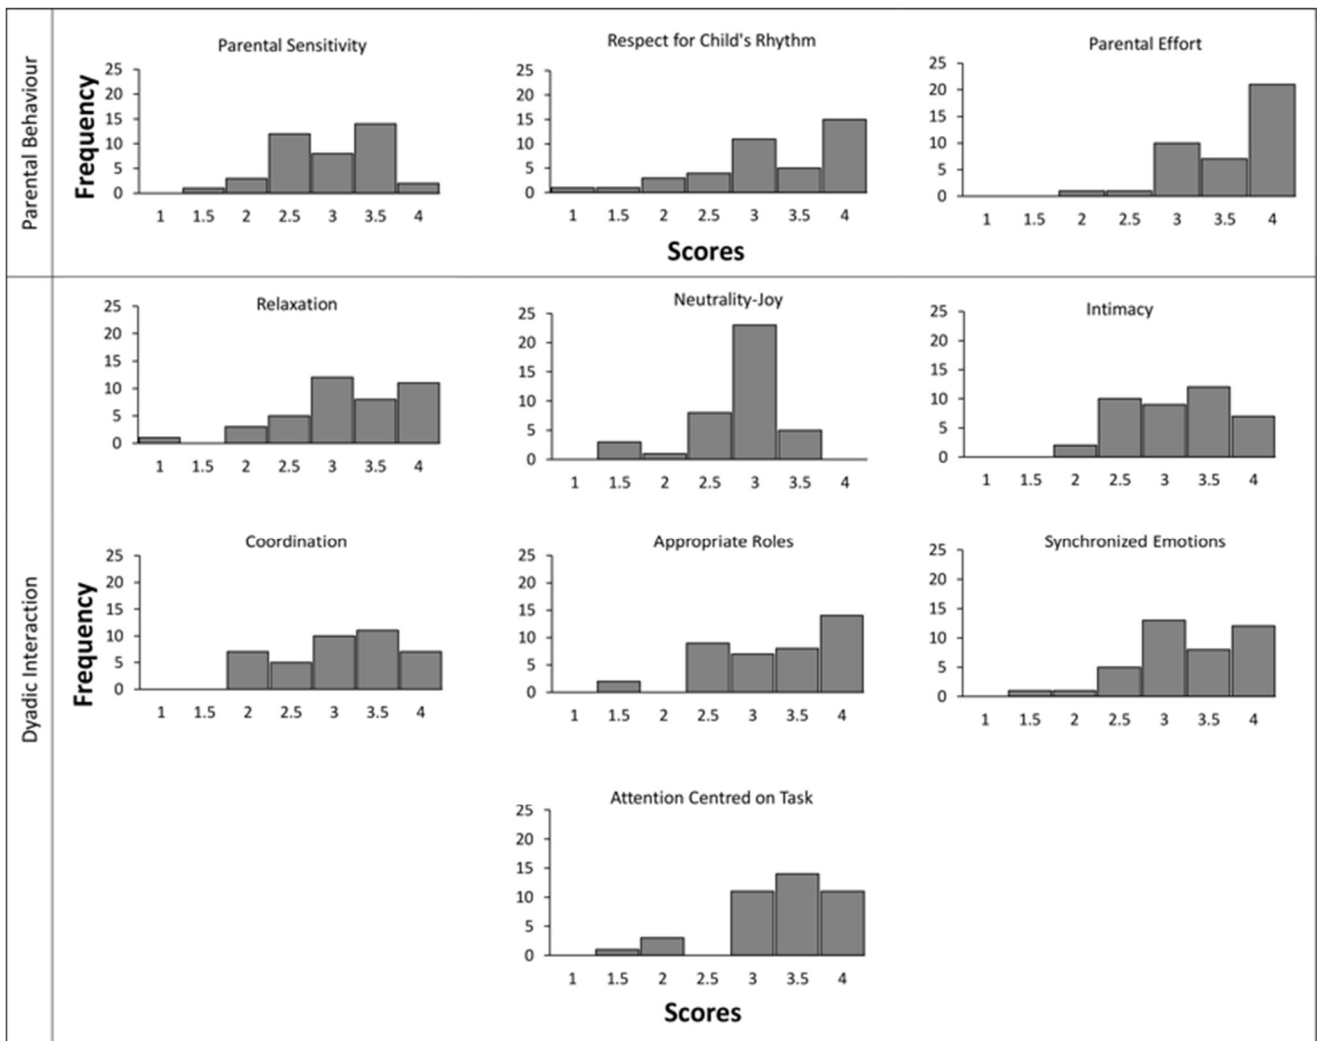 Parental Behaviour
Parental Sensitivity
Frequency
25
20
15
10
5
0
1 1.5 2 2.5 3 3.5 4
Respect for Child's Rhythm
25
20
15
10
5
0
1 1.5 2 2.5 3 3.5 4
Parental Effort
25
20
15
10
5
0
1 1.5 2 2.5 3 3.5 4
Scores
Dyadic Interaction
Relaxation
25
20
15
10
5
0
1 1.5 2 2.5 3 3.5 4
Neutrality-Joy
25
20
15
10
5
0
1 1.5 2 2.5 3 3.5 4
Intimacy
25
20
15
10
5
0
1 1.5 2 2.5 3 3.5 4
Coordination
Frequency
25
20
15
10
5
0
1 1.5 2 2.5 3 3.5 4
Appropriate Roles
25
20
15
10
5
0
1 1.5 2 2.5 3 3.5 4
Synchronized Emotions
25
20
15
10
5
0
1 1.5 2 2.5 3 3.5 4
Attention Centred on Task
25
20
15
10
5
0
1 1.5 2 2.5 3 3.5 4
Scores